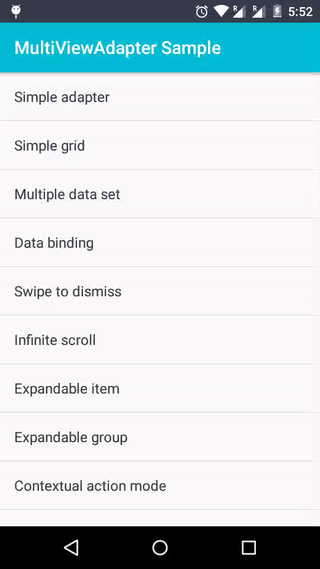 R R 5:52
MultiViewAdapter Sample
Simple adapter
Simple grid
Multiple data set
Data binding
Swipe to dismiss
Infinite scroll
Expandable item
Expandable group
Contextual action mode